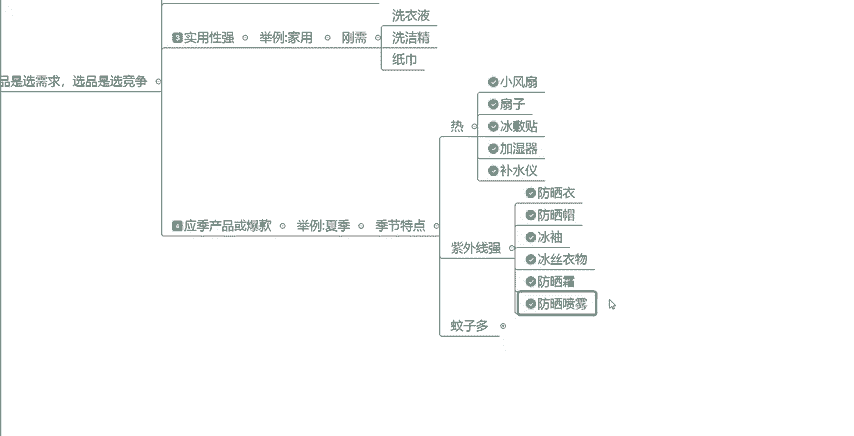 洗衣液
3 实用性强 举例:家用 刚需 洗洁精
纸巾
品是选需求，选品是选竞争
小风扇
扇子
热 冰敷贴
加湿器
补水仪
防晒衣
防晒帽
4 应季产品或爆款 举例:夏季 季节特点
冰袖
紫外线强
冰丝衣物
防晒霜
防晒喷雾
蚊子多